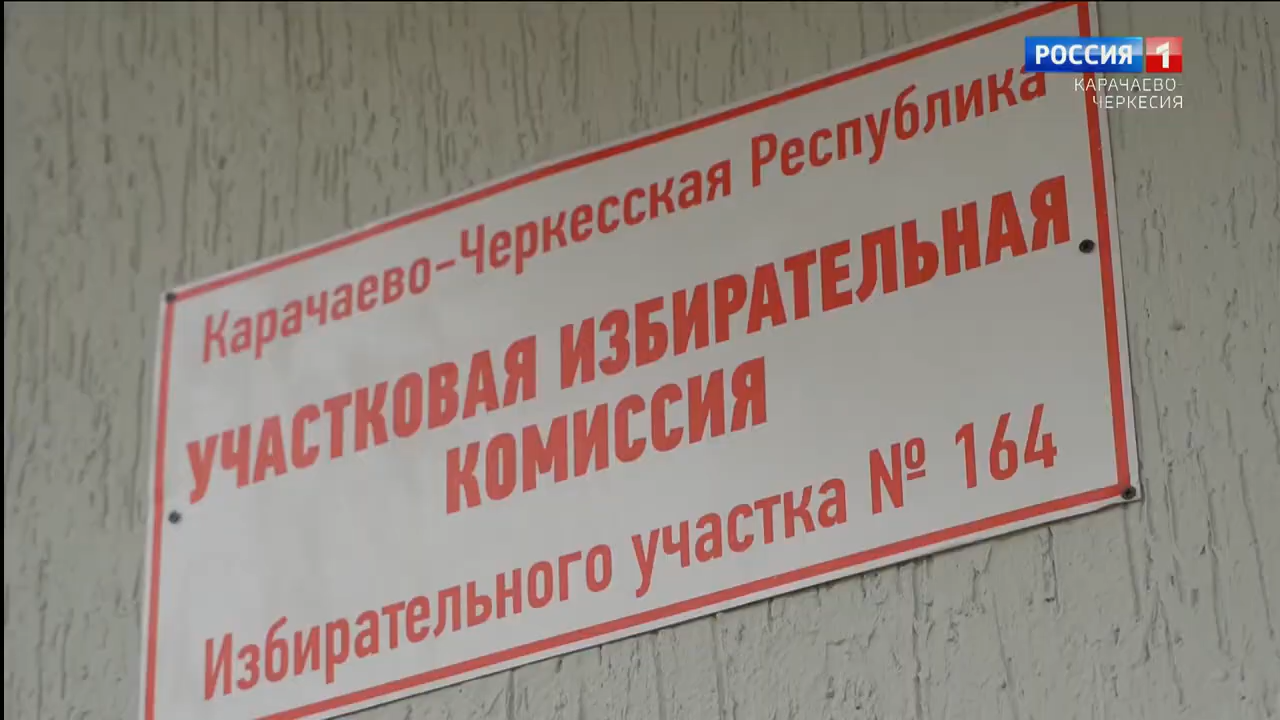 РОССИЯ 1
КАРАЧАЕВО-
ЧЕРКЕСИЯ
Карачаево-Черкесская Республика
УЧАСТКОВАЯ ИЗБИРАТЕЛЬНАЯ
КОМИССИЯ
Избирательного участка № 164